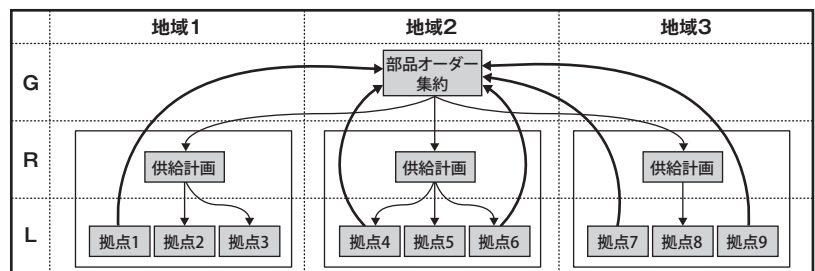 地域1 地域2 地域3
G
部品オーダー
集約
R
供給計画 供給計画 供給計画
L
拠点1 拠点2 拠点3 拠点4 拠点5 拠点6 拠点7 拠点8 拠点9